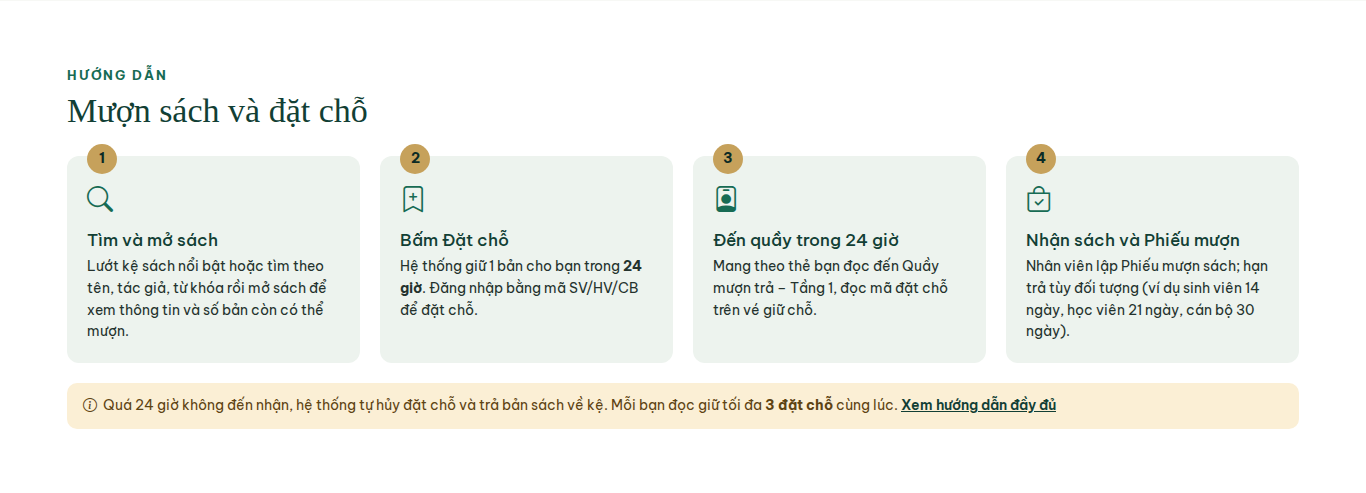 HƯỚNG DẪN
Mượn sách và đặt chỗ
1
Tìm và mở sách
Lướt kệ sách nổi bật hoặc tìm theo
tên, tác giả, từ khóa rồi mở sách để
xem thông tin và số bản còn có thể
mượn.
2
Bấm Đặt chỗ
Hệ thống giữ 1 bản cho bạn trong 24
giờ. Đăng nhập bằng mã SV/HV/CB
để đặt chỗ.
3
Đến quầy trong 24 giờ
Mang theo thẻ bạn đọc đến Quầy
mượn trả – Tầng 1, đọc mã đặt chỗ
trên vé giữ chỗ.
4
Nhận sách và Phiếu mượn
Nhân viên lập Phiếu mượn sách; hạn
trả tùy đối tượng (ví dụ sinh viên 14
ngày, học viên 21 ngày, cán bộ 30
ngày).
Quá 24 giờ không đến nhận, hệ thống tự hủy đặt chỗ và trả bản sách về kệ. Mỗi bạn đọc giữ tối đa 3 đặt chỗ cùng lúc. Xem hướng dẫn đầy đủ